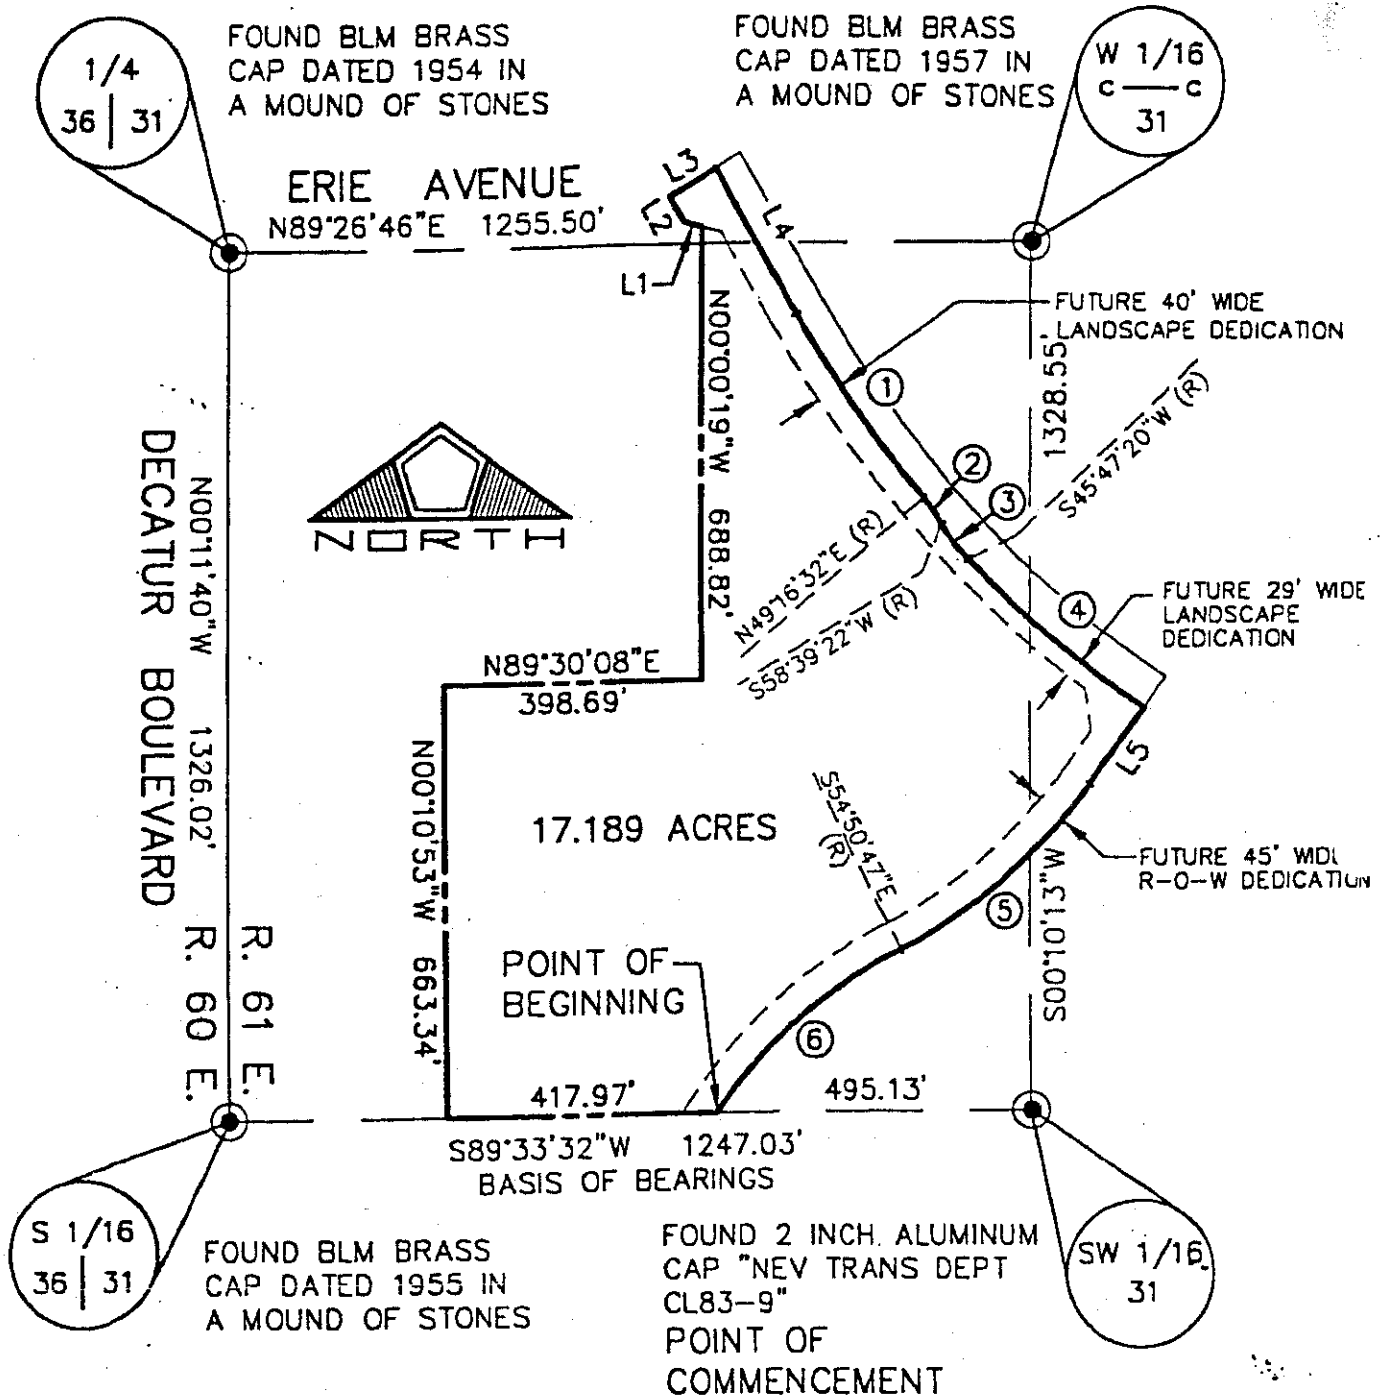 FOUND BLM BRASS
CAP DATED 1954 IN
A MOUND OF STONES
1/4
36 | 31
FOUND BLM BRASS
CAP DATED 1957 IN
A MOUND OF STONES
W 1/16
C — C
31
ERIE AVENUE
N89°26'46"E 1255.50'
L3
L2
L1
L4
FUTURE 40' WIDE
LANDSCAPE DEDICATION
N00°00'19"W 688.82'
1328.55'
1
2
3
S45°47'20"W (R)
N49°16'32"E (R)
S58°39'22"W (R)
4
FUTURE 29' WIDE
LANDSCAPE
DEDICATION
NORTH
N00°11'40"W 1326.02'
DECATUR BOULEVARD
N89°30'08"E
398.69'
L5
N00°10'53"W 663.34'
17.189 ACRES
S54°50'47"E
(R)
FUTURE 45' WIDE
R-O-W DEDICATION
5
S00°10'13"W
R. 61 E.
R. 60 E.
POINT OF
BEGINNING
6
417.97'
495.13'
S89°33'32"W 1247.03'
BASIS OF BEARINGS
S 1/16
36 | 31
FOUND BLM BRASS
CAP DATED 1955 IN
A MOUND OF STONES
FOUND 2 INCH. ALUMINUM
CAP "NEV TRANS DEPT
CL83-9"
POINT OF
COMMENCEMENT
SW 1/16
31